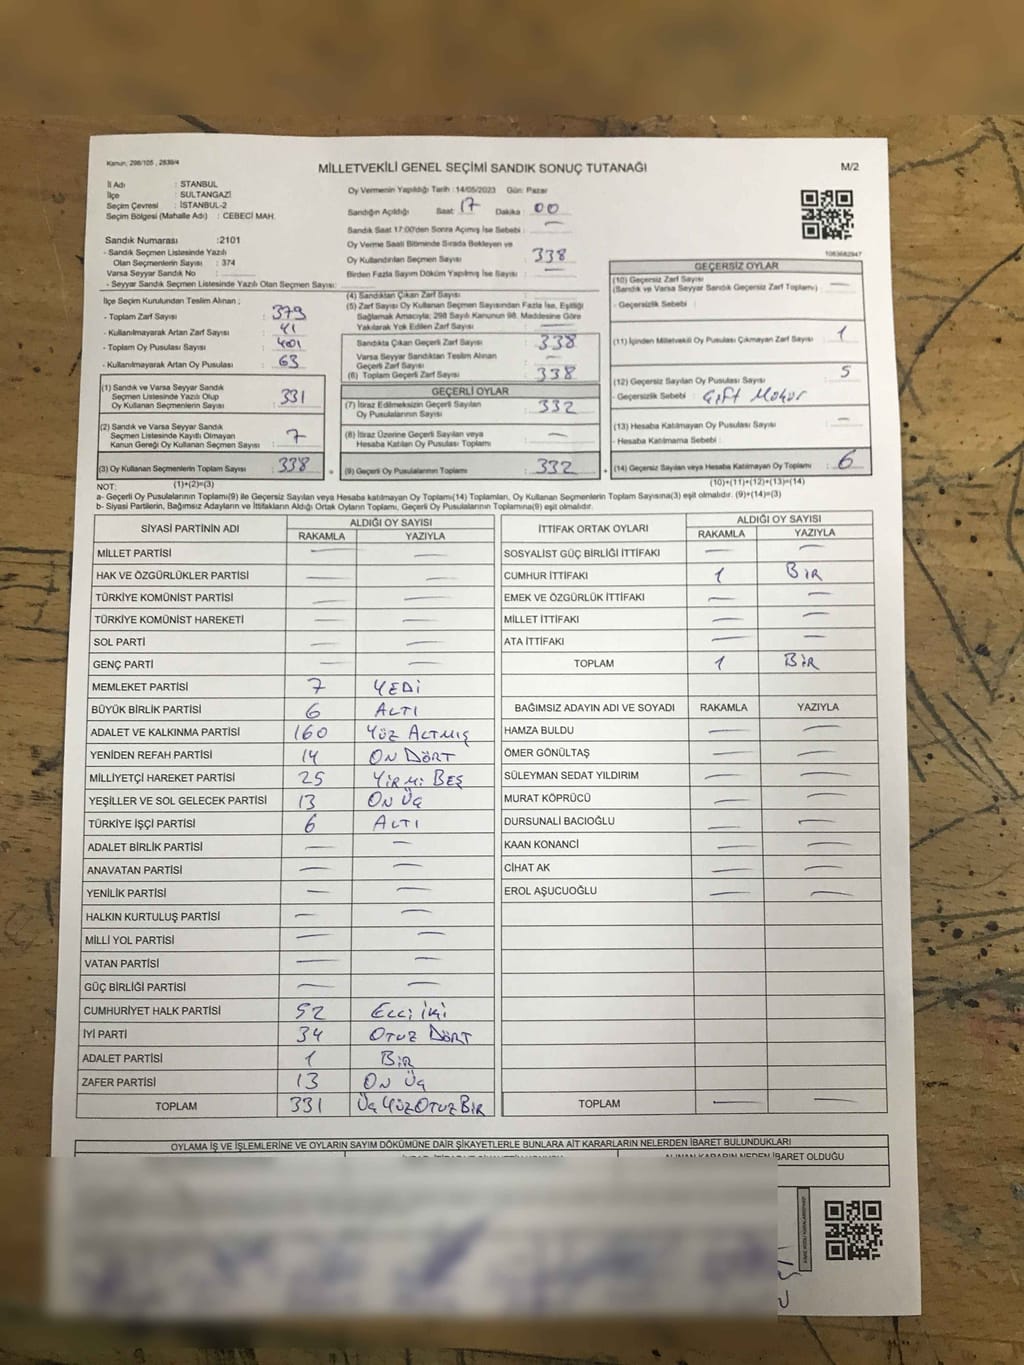 Kanun, 298/105 , 2839/4
MİLLETVEKİLİ GENEL SEÇİMİ SANDIK SONUÇ TUTANAĞI
M/2
İl Adı : STANBUL
İlçe : SULTANGAZİ
Seçim Çevresi : İSTANBUL-2
Seçim Bölgesi (Mahalle Adı) : CEBECİ MAH.
Sandık Numarası :2101
- Sandık Seçmen Listesinde Yazılı
Olan Seçmenlerin Sayısı : 374
Varsa Seyyar Sandık No :
- Seyyar Sandık Seçmen Listesinde Yazılı Olan Seçmen Sayısı:
Oy Vermenin Yapıldığı Tarih : 14/05/2023 Gün: Pazar
Sandığın Açıldığı Saat : 17 Dakika : 00
Sandık Saat 17:00'den Sonra Açılmış İse Sebebi : —
Oy Verme Saati Bitiminde Sırada Bekleyen ve
Oy Kullandırılan Seçmen Sayısı : 338
Birden Fazla Sayım Döküm Yapılmış İse Sayısı : —
1083682947
İlçe Seçim Kurulundan Teslim Alınan ;
- Toplam Zarf Sayısı : 379
- Kullanılmayarak Artan Zarf Sayısı : 41
- Toplam Oy Pusulası Sayısı : 401
- Kullanılmayarak Artan Oy Pusulası : 63
(1) Sandık ve Varsa Seyyar Sandık
Seçmen Listesinde Yazılı Olup
Oy Kullanan Seçmenlerin Sayısı : 331
(2) Sandık ve Varsa Seyyar Sandık
Seçmen Listesinde Kayıtlı Olmayan
Kanun Gereği Oy Kullanan Seçmen Sayısı : 7
(3) Oy Kullanan Seçmenlerin Toplam Sayısı : 338
(4) Sandıktan Çıkan Zarf Sayısı :
(5) Zarf Sayısı Oy Kullanan Seçmen Sayısından Fazla İse, Eşitliği
Sağlamak Amacıyla; 298 Sayılı Kanunun 98. Maddesine Göre
Yakılarak Yok Edilen Zarf Sayısı : —
Sandıkta Çıkan Geçerli Zarf Sayısı : 338
Varsa Seyyar Sandıktan Teslim Alınan
Geçerli Zarf Sayısı : —
(6) Toplam Geçerli Zarf Sayısı : 338
GEÇERLİ OYLAR
(7) İtiraz Edilmeksizin Geçerli Sayılan
Oy Pusulalarının Sayısı : 332
(8) İtiraz Üzerine Geçerli Sayılan veya
Hesaba Katılan Oy Pusulası Toplamı : —
(9) Geçerli Oy Pusulalarının Toplamı : 332
GEÇERSİZ OYLAR
(10) Geçersiz Zarf Sayısı
(Sandık ve Varsa Seyyar Sandık Geçersiz Zarf Toplamı) : —
- Geçersizlik Sebebi :
(11) İçinden Milletvekili Oy Pusulası Çıkmayan Zarf Sayısı : 1
(12) Geçersiz Sayılan Oy Pusulası Sayısı : 5
- Geçersizlik Sebebi : Çift Mühür
(13) Hesaba Katılmayan Oy Pusulası Sayısı : —
- Hesaba Katılmama Sebebi :
(14) Geçersiz Sayılan veya Hesaba Katılmayan Oy Toplamı : 6
NOT: (1)+(2)=(3) (10)+(11)+(12)+(13)=(14)
a- Geçerli Oy Pusulalarının Toplamı(9) ile Geçersiz Sayılan veya Hesaba katılmayan Oy Toplamı(14) Toplamları, Oy Kullanan Seçmenlerin Toplam Sayısına(3) eşit olmalıdır. (9)+(14)=(3)
b- Siyasi Partilerin, Bağımsız Adayların ve İttifakların Aldığı Ortak Oyların Toplamı, Geçerli Oy Pusulalarının Toplamına(9) eşit olmalıdır.
SİYASİ PARTİNİN ADI ALDIĞI OY SAYISI
RAKAMLA YAZIYLA
MİLLET PARTİSİ — —
HAK VE ÖZGÜRLÜKLER PARTİSİ — —
TÜRKİYE KOMÜNİST PARTİSİ — —
TÜRKİYE KOMÜNİST HAREKETİ — —
SOL PARTİ — —
GENÇ PARTİ — —
MEMLEKET PARTİSİ 7 YEDİ
BÜYÜK BİRLİK PARTİSİ 6 ALTI
ADALET VE KALKINMA PARTİSİ 160 YÜZ ALTMIŞ
YENİDEN REFAH PARTİSİ 14 ON DÖRT
MİLLİYETÇİ HAREKET PARTİSİ 25 YİRMİ BEŞ
YEŞİLLER VE SOL GELECEK PARTİSİ 13 ON ÜÇ
TÜRKİYE İŞÇİ PARTİSİ 6 ALTI
ADALET BİRLİK PARTİSİ — —
ANAVATAN PARTİSİ — —
YENİLİK PARTİSİ — —
HALKIN KURTULUŞ PARTİSİ — —
MİLLİ YOL PARTİSİ — —
VATAN PARTİSİ — —
GÜÇ BİRLİĞİ PARTİSİ — —
CUMHURİYET HALK PARTİSİ 52 ELLİ İKİ
İYİ PARTİ 34 OTUZ DÖRT
ADALET PARTİSİ 1 BİR
ZAFER PARTİSİ 13 ON ÜÇ
TOPLAM 331 ÜÇ YÜZ OTUZ BİR
İTTİFAK ORTAK OYLARI ALDIĞI OY SAYISI
RAKAMLA YAZIYLA
SOSYALİST GÜÇ BİRLİĞİ İTTİFAKI — —
CUMHUR İTTİFAKI 1 BİR
EMEK VE ÖZGÜRLÜK İTTİFAKI — —
MİLLET İTTİFAKI — —
ATA İTTİFAKI — —
TOPLAM 1 BİR
BAĞIMSIZ ADAYIN ADI VE SOYADI RAKAMLA YAZIYLA
HAMZA BULDU — —
ÖMER GÖNÜLTAŞ — —
SÜLEYMAN SEDAT YILDIRIM — —
MURAT KÖPRÜCÜ — —
DURSUNALİ BACIOĞLU — —
KAAN KONANCİ — —
CİHAT AK — —
EROL AŞUCUOĞLU — —
TOPLAM — —
OYLAMA İŞ VE İŞLEMLERİNE VE OYLARIN SAYIM DÖKÜMÜNE DAİR ŞİKAYETLERLE BUNLARA AİT KARARLARIN NELERDEN İBARET BULUNDUKLARI
ALINAN KARARIN NEDEN İBARET OLDUĞU